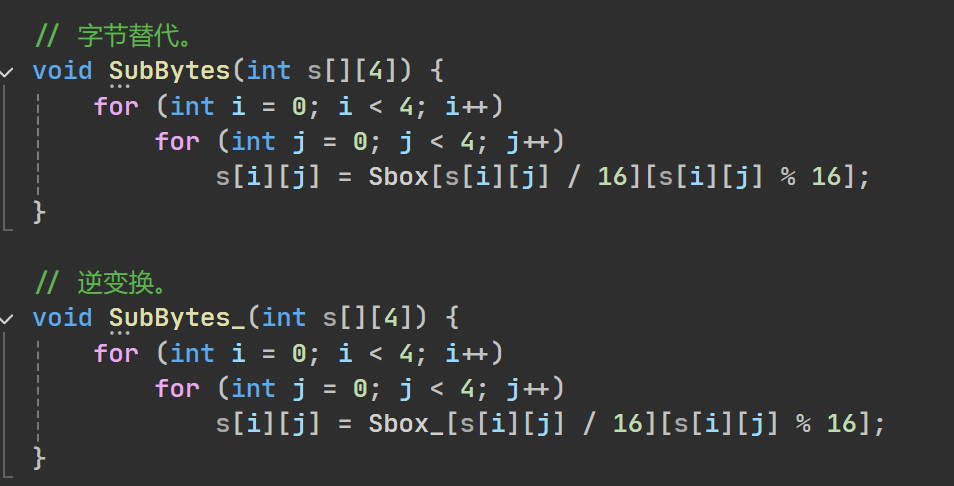 // 字节替代。
void SubBytes(int s[][4]) {
    for (int i = 0; i < 4; i++)
        for (int j = 0; j < 4; j++)
            s[i][j] = Sbox[s[i][j] / 16][s[i][j] % 16];
}

// 逆变换。
void SubBytes_(int s[][4]) {
    for (int i = 0; i < 4; i++)
        for (int j = 0; j < 4; j++)
            s[i][j] = Sbox_[s[i][j] / 16][s[i][j] % 16];
}